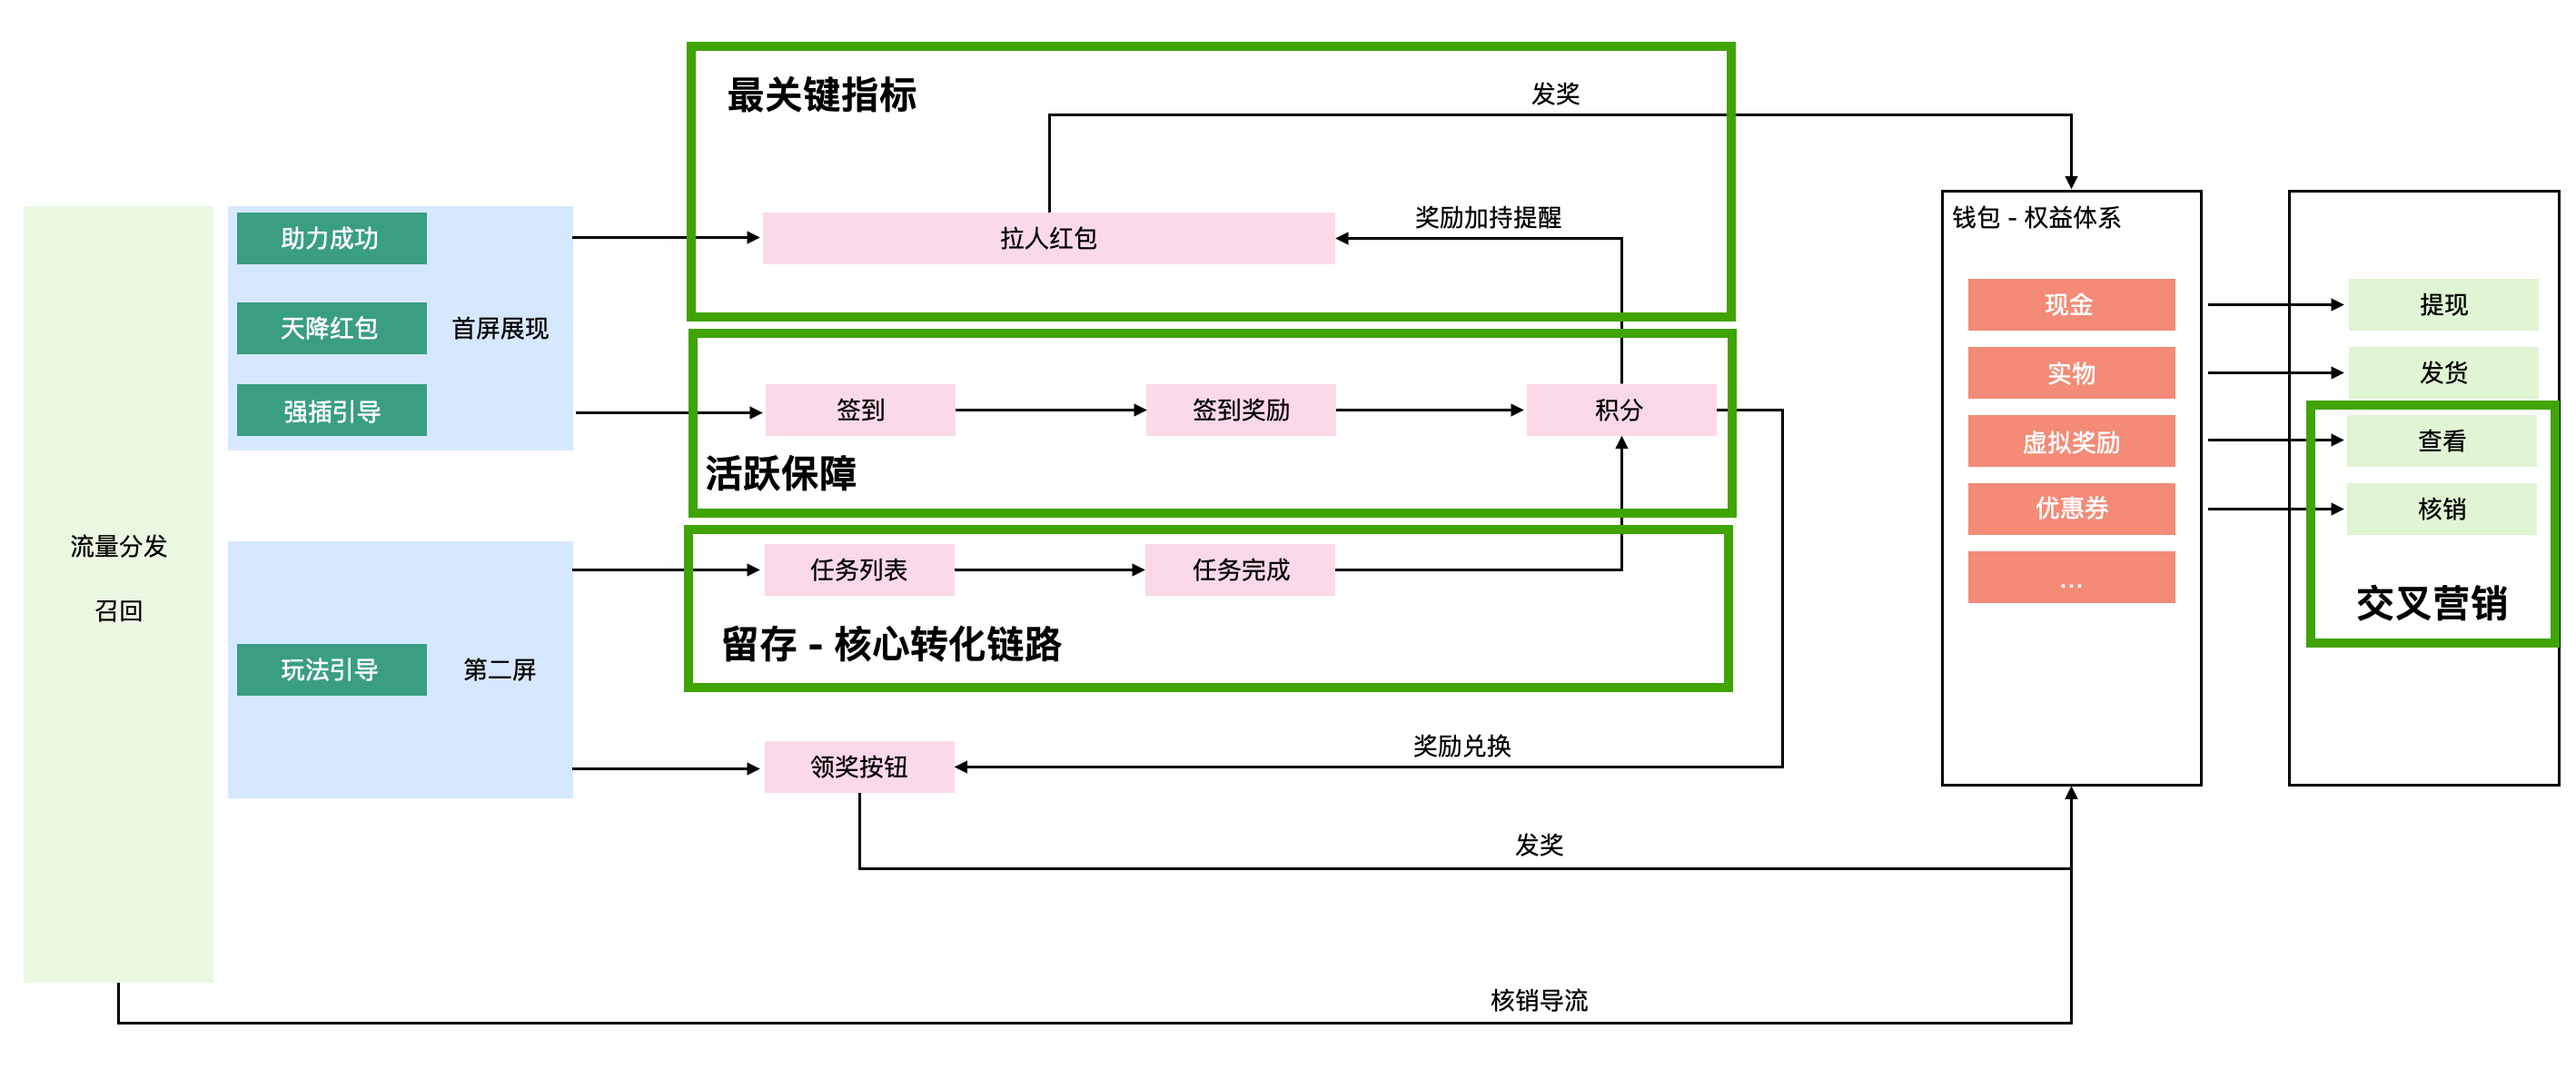 最关键指标
发奖
助力成功
天降红包
强插引导
首屏展现
拉人红包
奖励加持提醒
签到
签到奖励
积分
活跃保障
流量分发
召回
玩法引导
第二屏
任务列表
任务完成
留存 - 核心转化链路
领奖按钮
奖励兑换
发奖
核销导流
钱包 - 权益体系
现金
实物
虚拟奖励
优惠券
...
提现
发货
查看
核销
交叉营销